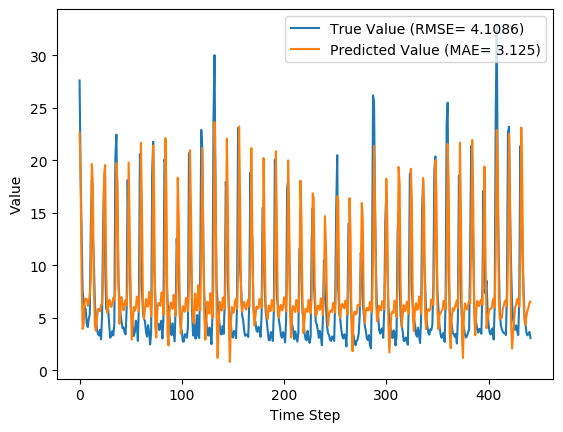 True Value (RMSE= 4.1086)
Predicted Value (MAE= 3.125)
30
25
20
15
10
5
0
Value
0 100 200 300 400
Time Step